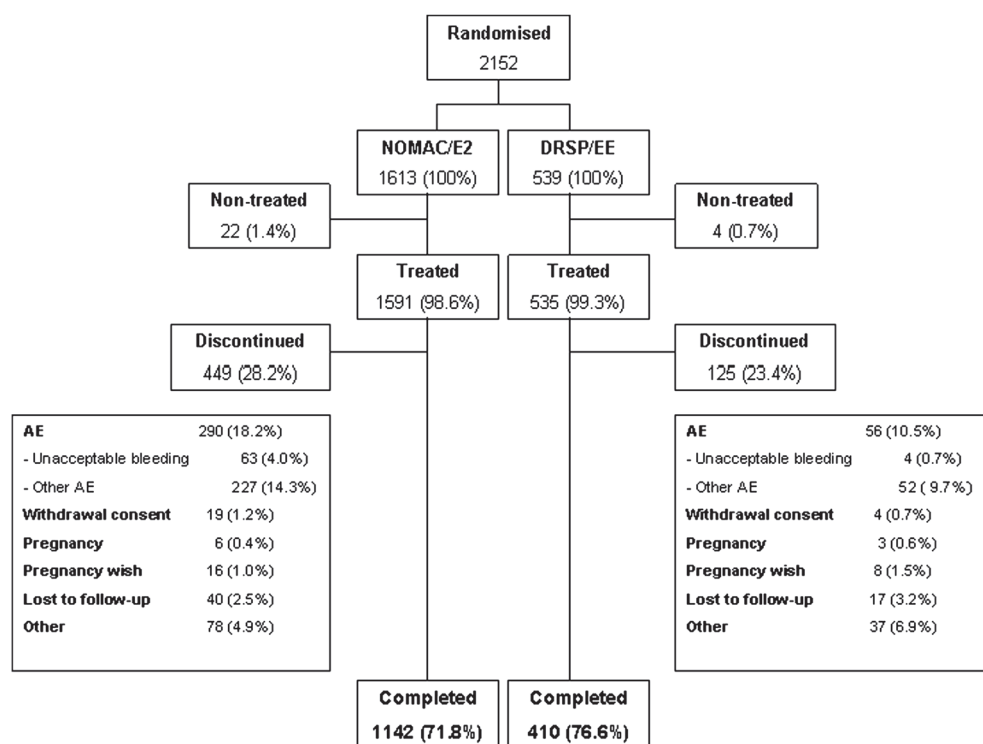 Randomised
2152
NOMAC/E2
1613 (100%)
DRSP/EE
539 (100%)
Non-treated
22 (1.4%)
Non-treated
4 (0.7%)
Treated
1591 (98.6%)
Treated
535 (99.3%)
Discontinued
449 (28.2%)
Discontinued
125 (23.4%)
AE 290 (18.2%)
- Unacceptable bleeding 63 (4.0%)
- Other AE 227 (14.3%)
Withdrawal consent 19 (1.2%)
Pregnancy 6 (0.4%)
Pregnancy wish 16 (1.0%)
Lost to follow-up 40 (2.5%)
Other 78 (4.9%)
AE 56 (10.5%)
- Unacceptable bleeding 4 (0.7%)
- Other AE 52 ( 9.7%)
Withdrawal consent 4 (0.7%)
Pregnancy 3 (0.6%)
Pregnancy wish 8 (1.5%)
Lost to follow-up 17 (3.2%)
Other 37 (6.9%)
Completed
1142 (71.8%)
Completed
410 (76.6%)